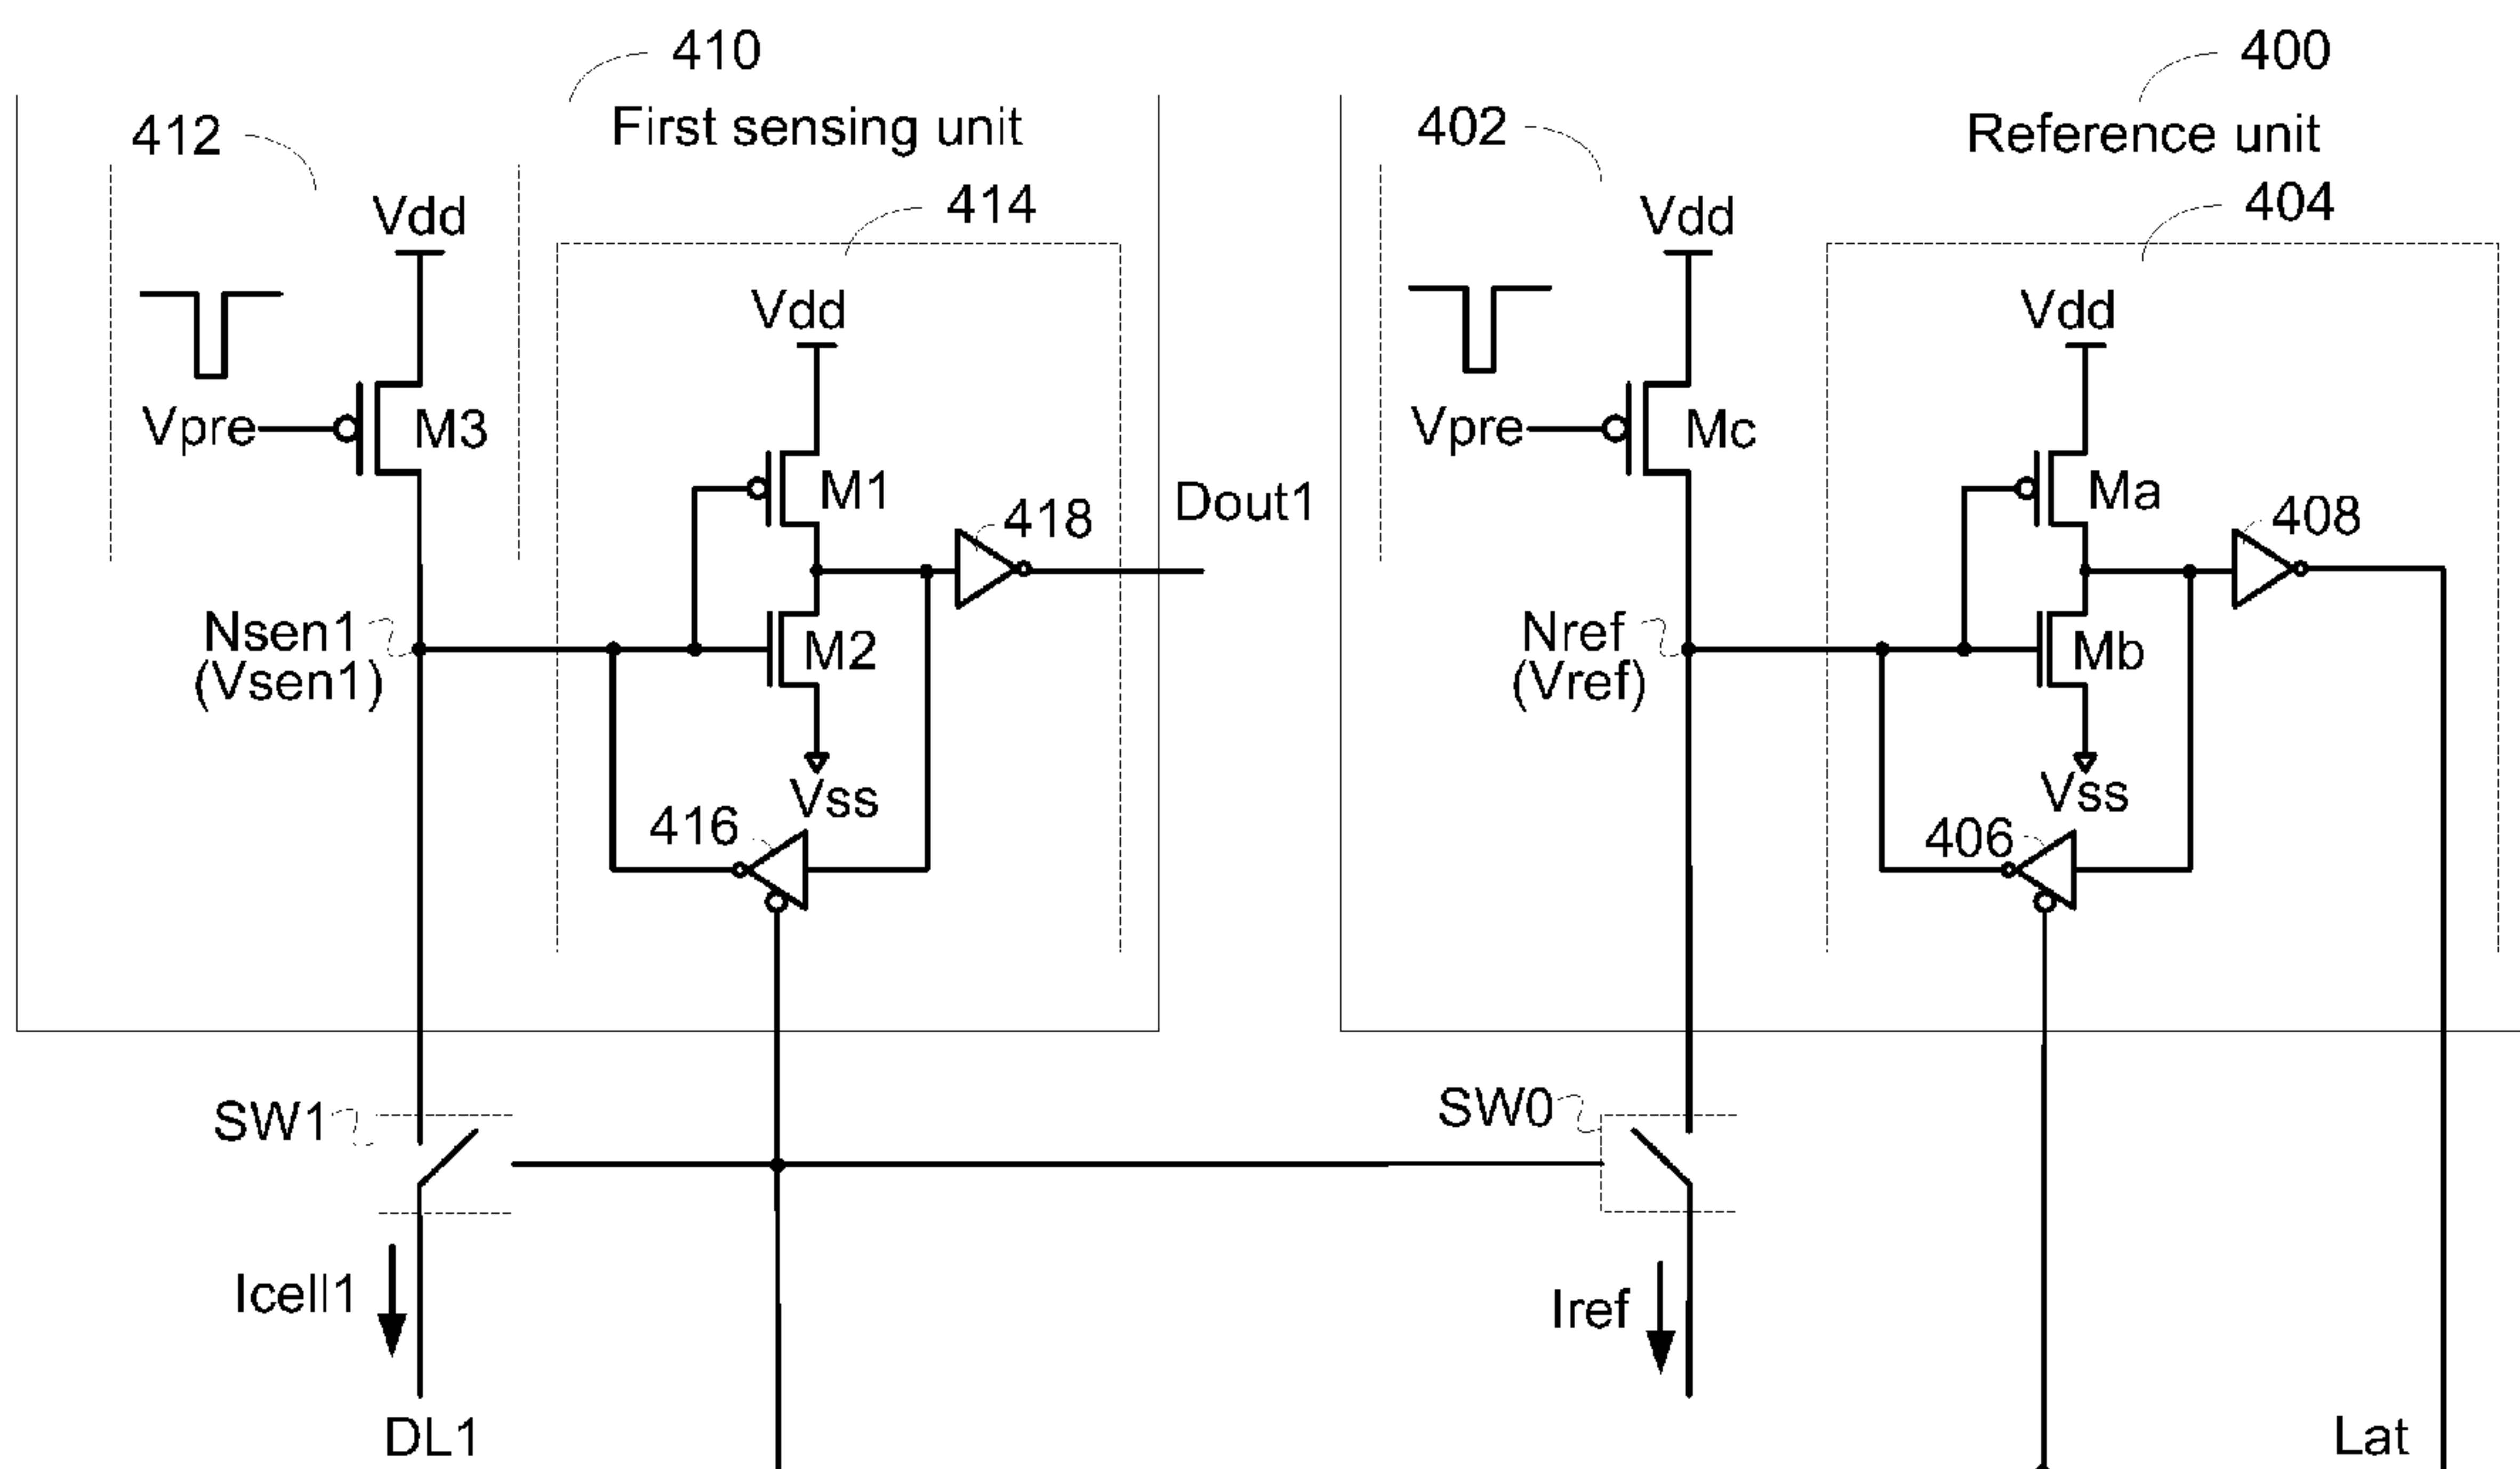 410
400
412
First sensing unit
402
Reference unit
414
404
Vdd
Vdd
Vdd
Vdd
Vpre
M3
Vpre
Mc
M1
Dout1
Ma
418
408
Nsen1
(Vsen1)
M2
Nref
(Vref)
Mb
Vss
Vss
416
406
SW1
SW0
Icell1
Iref
DL1
Lat